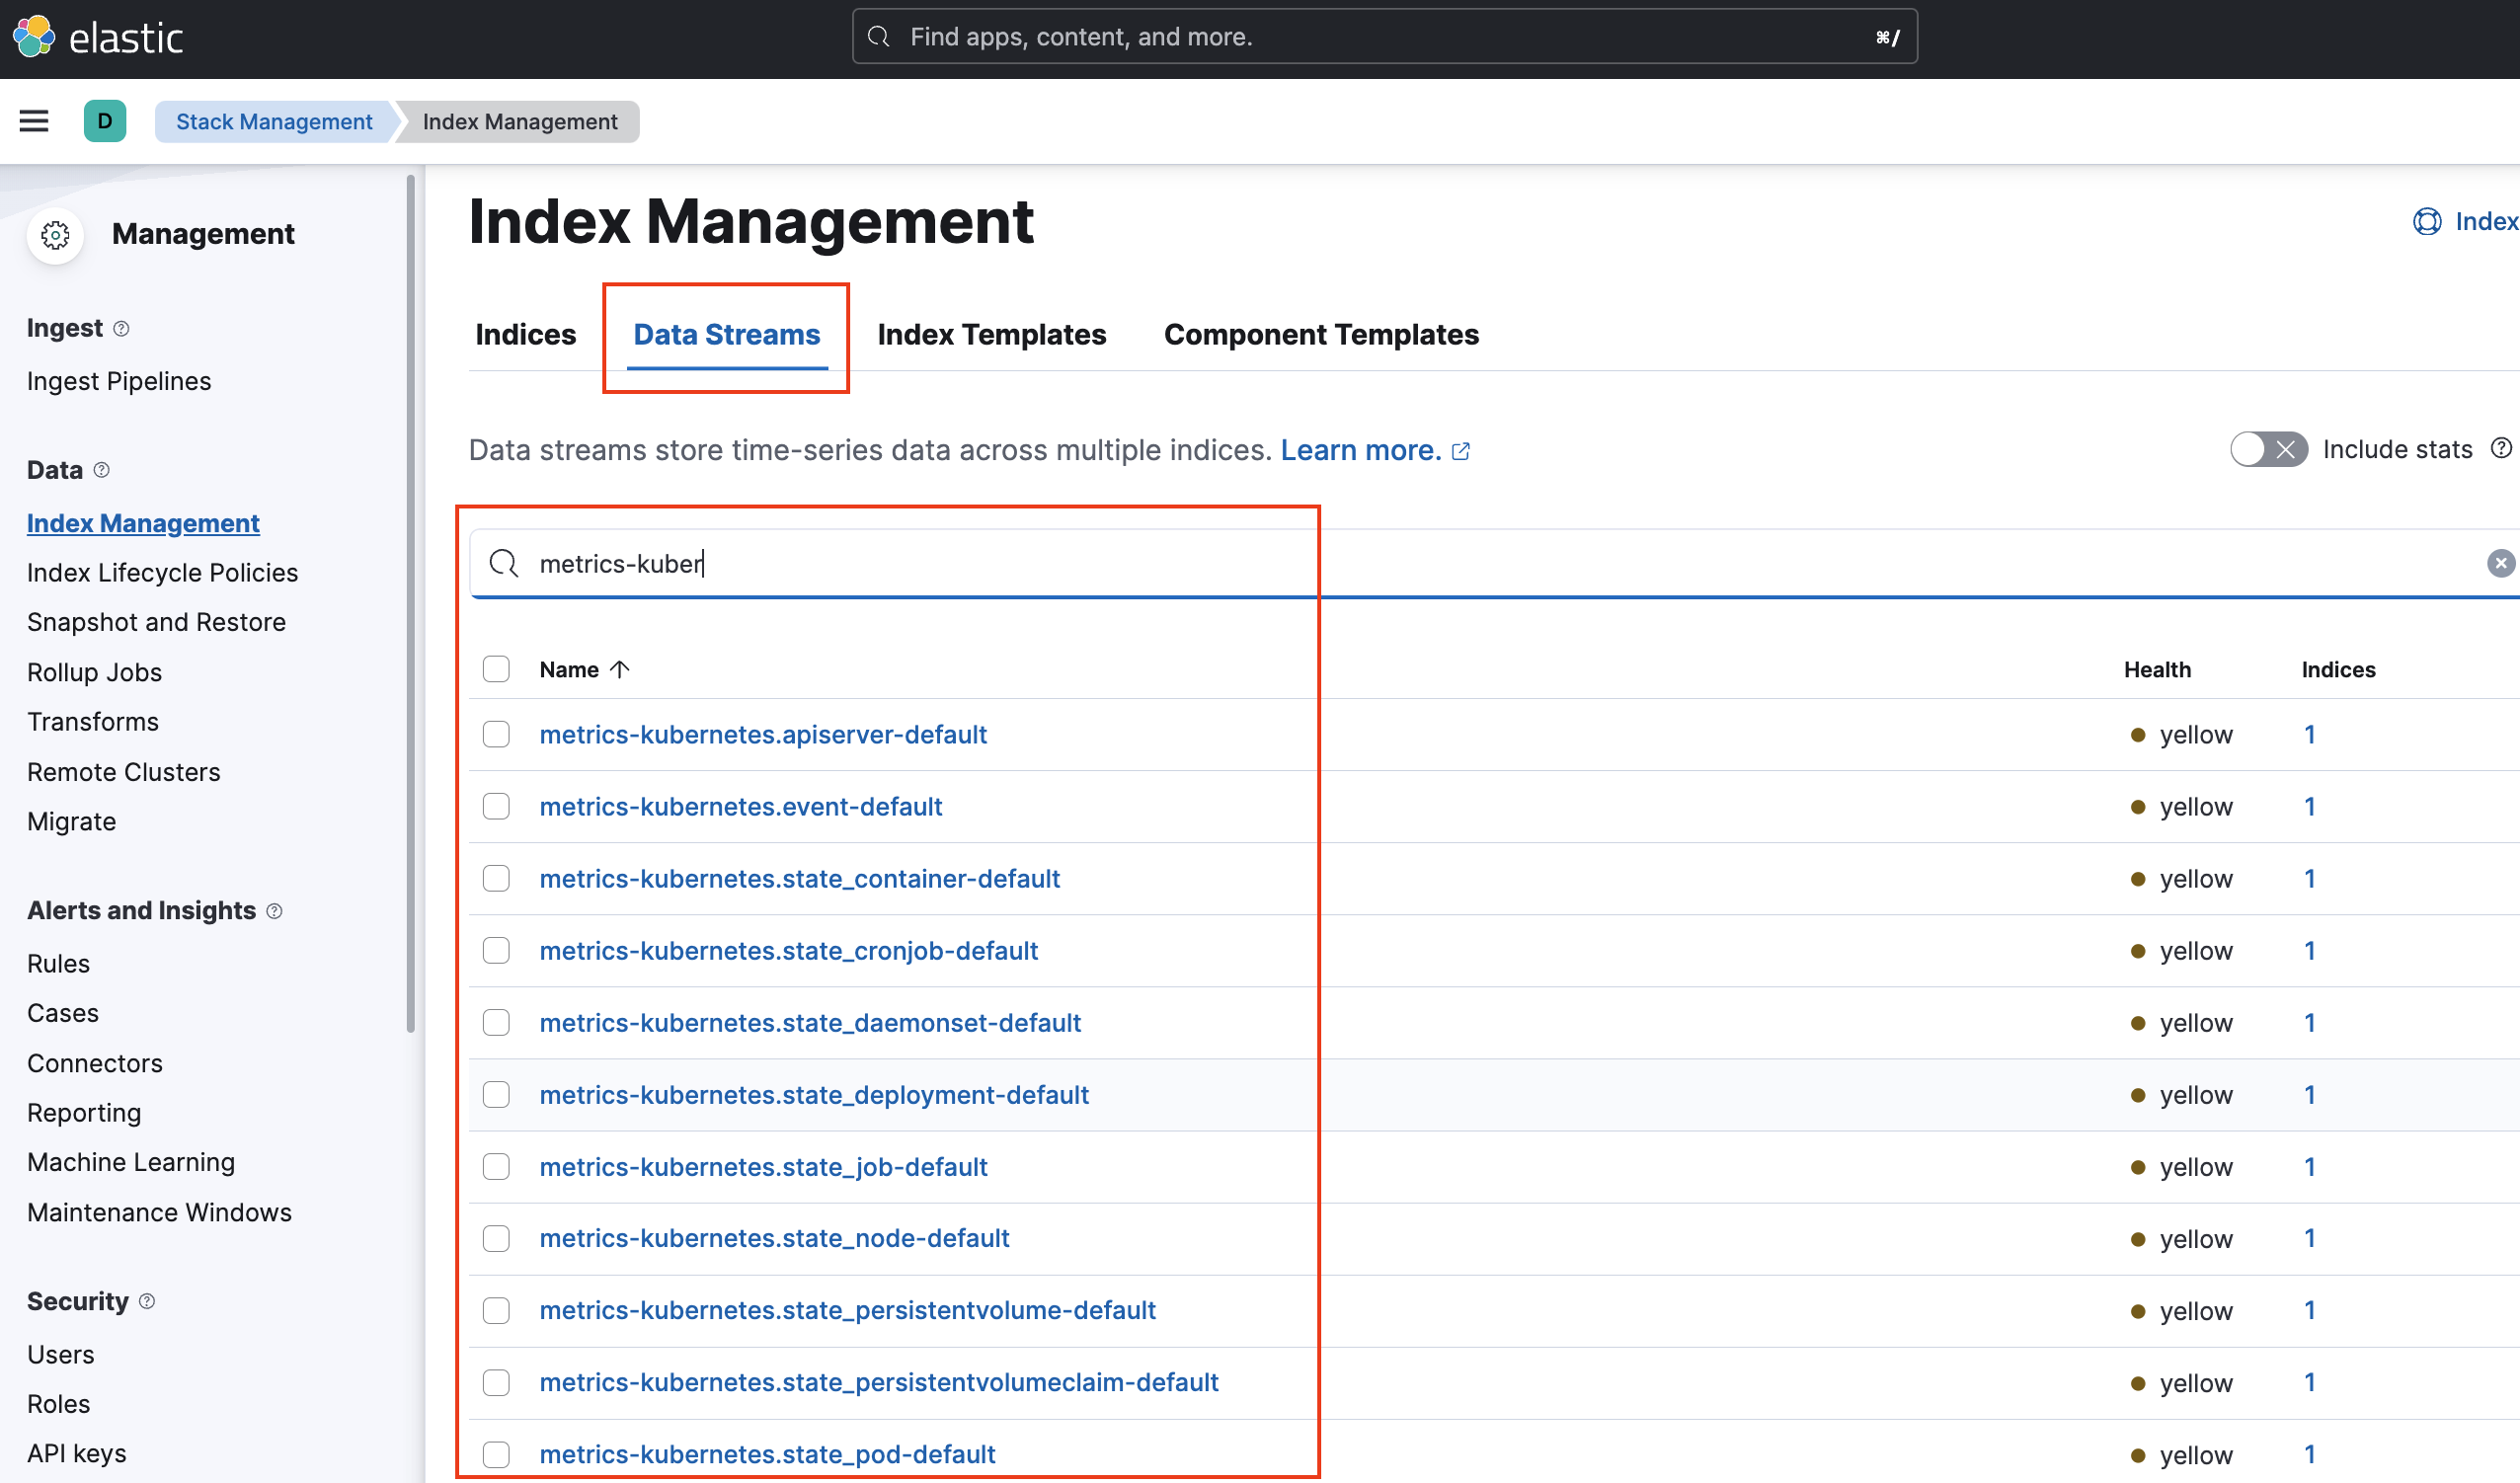 elastic
Find apps, content, and more.
⌘/
D
Stack Management
Index Management
Management
Ingest
Ingest Pipelines
Data
Index Management
Index Lifecycle Policies
Snapshot and Restore
Rollup Jobs
Transforms
Remote Clusters
Migrate
Alerts and Insights
Rules
Cases
Connectors
Reporting
Machine Learning
Maintenance Windows
Security
Users
Roles
API keys
Index Management
Index
Indices Data Streams Index Templates Component Templates
Data streams store time-series data across multiple indices. Learn more.
Include stats
metrics-kuber
Name Health Indices
metrics-kubernetes.apiserver-default yellow 1
metrics-kubernetes.event-default yellow 1
metrics-kubernetes.state_container-default yellow 1
metrics-kubernetes.state_cronjob-default yellow 1
metrics-kubernetes.state_daemonset-default yellow 1
metrics-kubernetes.state_deployment-default yellow 1
metrics-kubernetes.state_job-default yellow 1
metrics-kubernetes.state_node-default yellow 1
metrics-kubernetes.state_persistentvolume-default yellow 1
metrics-kubernetes.state_persistentvolumeclaim-default yellow 1
metrics-kubernetes.state_pod-default yellow 1